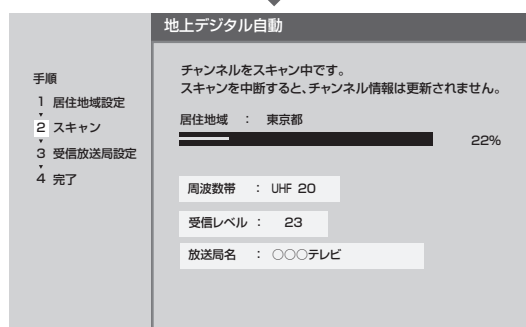 地上デジタル自動
手順
1 居住地域設定
2 スキャン
3 受信放送局設定
4 完了
チャンネルをスキャン中です。
スキャンを中断すると、チャンネル情報は更新されません。
居住地域 : 東京都
22%
周波数帯 : UHF 20
受信レベル : 23
放送局名 : ○○○テレビ